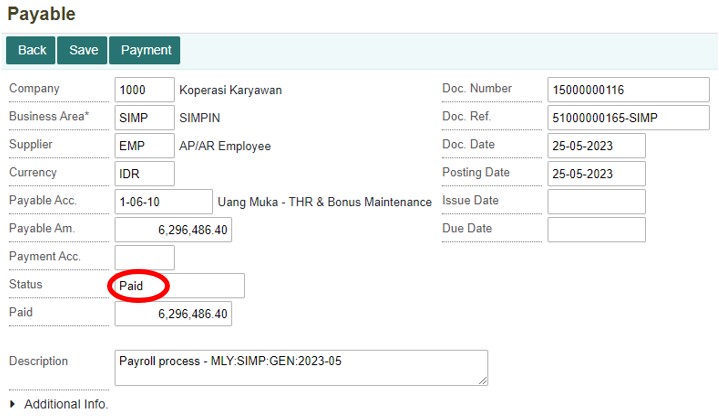 Payable
Back Save Payment
Company 1000 Koperasi Karyawan Doc. Number 15000000116
Business Area* SIMP SIMPIN Doc. Ref. 51000000165-SIMP
Supplier EMP AP/AR Employee Doc. Date 25-05-2023
Currency IDR Posting Date 25-05-2023
Payable Acc. 1-06-10 Uang Muka - THR & Bonus Maintenance Issue Date
Payable Am. 6,296,486.40 Due Date
Payment Acc.
Status Paid
Paid 6,296,486.40
Description Payroll process - MLY:SIMP:GEN:2023-05
Additional Info.